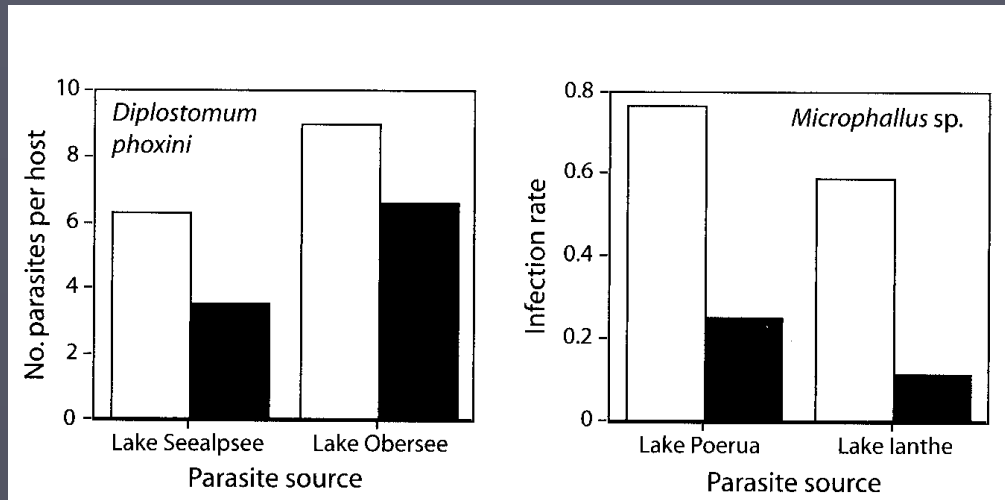 10
8
6
4
2
0
No. parasites per host
Diplostomum
phoxini
Lake Seealpsee
Lake Obersee
Parasite source
0.8
0.6
0.4
0.2
0
Infection rate
Microphallus sp.
Lake Poerua
Lake Ianthe
Parasite source